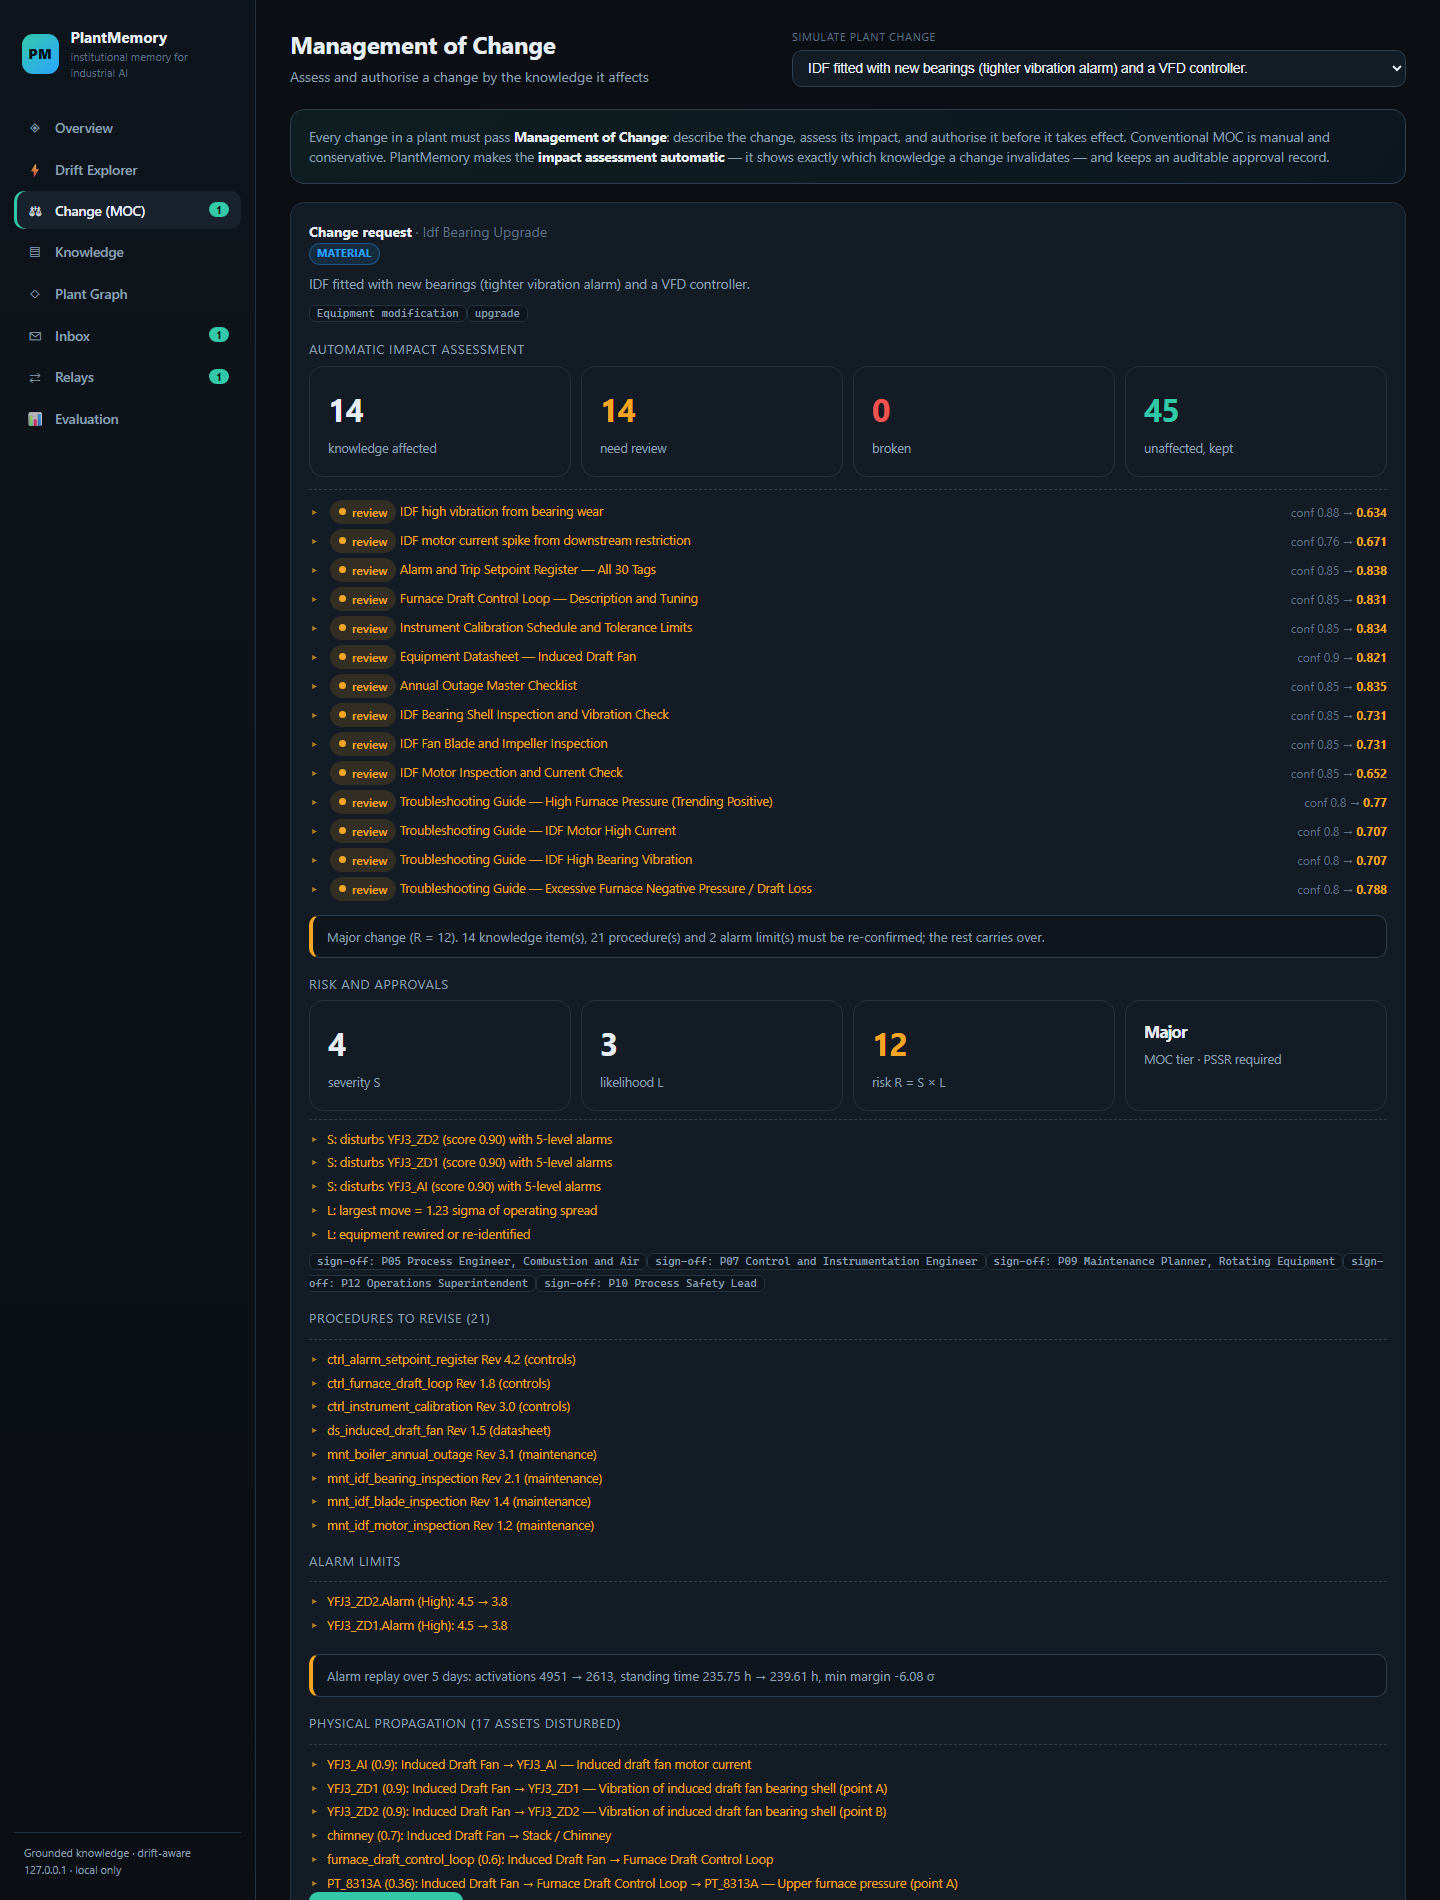 PM
PlantMemory
institutional memory for
industrial AI
Overview
Drift Explorer
Change (MOC) 1
Knowledge
Plant Graph
Inbox 1
Relays 1
Evaluation
Grounded knowledge · drift-aware
127.0.0.1 · local only
Management of Change
Assess and authorise a change by the knowledge it affects
SIMULATE PLANT CHANGE
IDF fitted with new bearings (tighter vibration alarm) and a VFD controller.
Every change in a plant must pass Management of Change: describe the change, assess its impact, and authorise it before it takes effect. Conventional MOC is manual and
conservative. PlantMemory makes the impact assessment automatic — it shows exactly which knowledge a change invalidates — and keeps an auditable approval record.
Change request · Idf Bearing Upgrade
MATERIAL
IDF fitted with new bearings (tighter vibration alarm) and a VFD controller.
Equipment modification upgrade
AUTOMATIC IMPACT ASSESSMENT
14
knowledge affected
14
need review
0
broken
45
unaffected, kept
review IDF high vibration from bearing wear conf 0.88 → 0.634
review IDF motor current spike from downstream restriction conf 0.76 → 0.671
review Alarm and Trip Setpoint Register — All 30 Tags conf 0.85 → 0.838
review Furnace Draft Control Loop — Description and Tuning conf 0.85 → 0.831
review Instrument Calibration Schedule and Tolerance Limits conf 0.85 → 0.834
review Equipment Datasheet — Induced Draft Fan conf 0.9 → 0.821
review Annual Outage Master Checklist conf 0.85 → 0.835
review IDF Bearing Shell Inspection and Vibration Check conf 0.85 → 0.731
review IDF Fan Blade and Impeller Inspection conf 0.85 → 0.731
review IDF Motor Inspection and Current Check conf 0.85 → 0.652
review Troubleshooting Guide — High Furnace Pressure (Trending Positive) conf 0.8 → 0.77
review Troubleshooting Guide — IDF Motor High Current conf 0.8 → 0.707
review Troubleshooting Guide — IDF High Bearing Vibration conf 0.8 → 0.707
review Troubleshooting Guide — Excessive Furnace Negative Pressure / Draft Loss conf 0.8 → 0.788
Major change (R = 12). 14 knowledge item(s), 21 procedure(s) and 2 alarm limit(s) must be re-confirmed; the rest carries over.
RISK AND APPROVALS
4
severity S
3
likelihood L
12
risk R = S × L
Major
MOC tier · PSSR required
S: disturbs YFJ3_ZD2 (score 0.90) with 5-level alarms
S: disturbs YFJ3_ZD1 (score 0.90) with 5-level alarms
S: disturbs YFJ3_AI (score 0.90) with 5-level alarms
L: largest move = 1.23 sigma of operating spread
L: equipment rewired or re-identified
sign-off: P05 Process Engineer, Combustion and Air sign-off: P07 Control and Instrumentation Engineer sign-off: P09 Maintenance Planner, Rotating Equipment sign-
off: P12 Operations Superintendent sign-off: P10 Process Safety Lead
PROCEDURES TO REVISE (21)
ctrl_alarm_setpoint_register Rev 4.2 (controls)
ctrl_furnace_draft_loop Rev 1.8 (controls)
ctrl_instrument_calibration Rev 3.0 (controls)
ds_induced_draft_fan Rev 1.5 (datasheet)
mnt_boiler_annual_outage Rev 3.1 (maintenance)
mnt_idf_bearing_inspection Rev 2.1 (maintenance)
mnt_idf_blade_inspection Rev 1.4 (maintenance)
mnt_idf_motor_inspection Rev 1.2 (maintenance)
ALARM LIMITS
YFJ3_ZD2.Alarm (High): 4.5 → 3.8
YFJ3_ZD1.Alarm (High): 4.5 → 3.8
Alarm replay over 5 days: activations 4951 → 2613, standing time 235.75 h → 239.61 h, min margin -6.08 σ
PHYSICAL PROPAGATION (17 ASSETS DISTURBED)
YFJ3_AI (0.9): Induced Draft Fan → YFJ3_AI — Induced draft fan motor current
YFJ3_ZD1 (0.9): Induced Draft Fan → YFJ3_ZD1 — Vibration of induced draft fan bearing shell (point A)
YFJ3_ZD2 (0.9): Induced Draft Fan → YFJ3_ZD2 — Vibration of induced draft fan bearing shell (point B)
chimney (0.7): Induced Draft Fan → Stack / Chimney
furnace_draft_control_loop (0.6): Induced Draft Fan → Furnace Draft Control Loop
PT_8313A (0.36): Induced Draft Fan → Furnace Draft Control Loop → PT_8313A — Upper furnace pressure (point A)